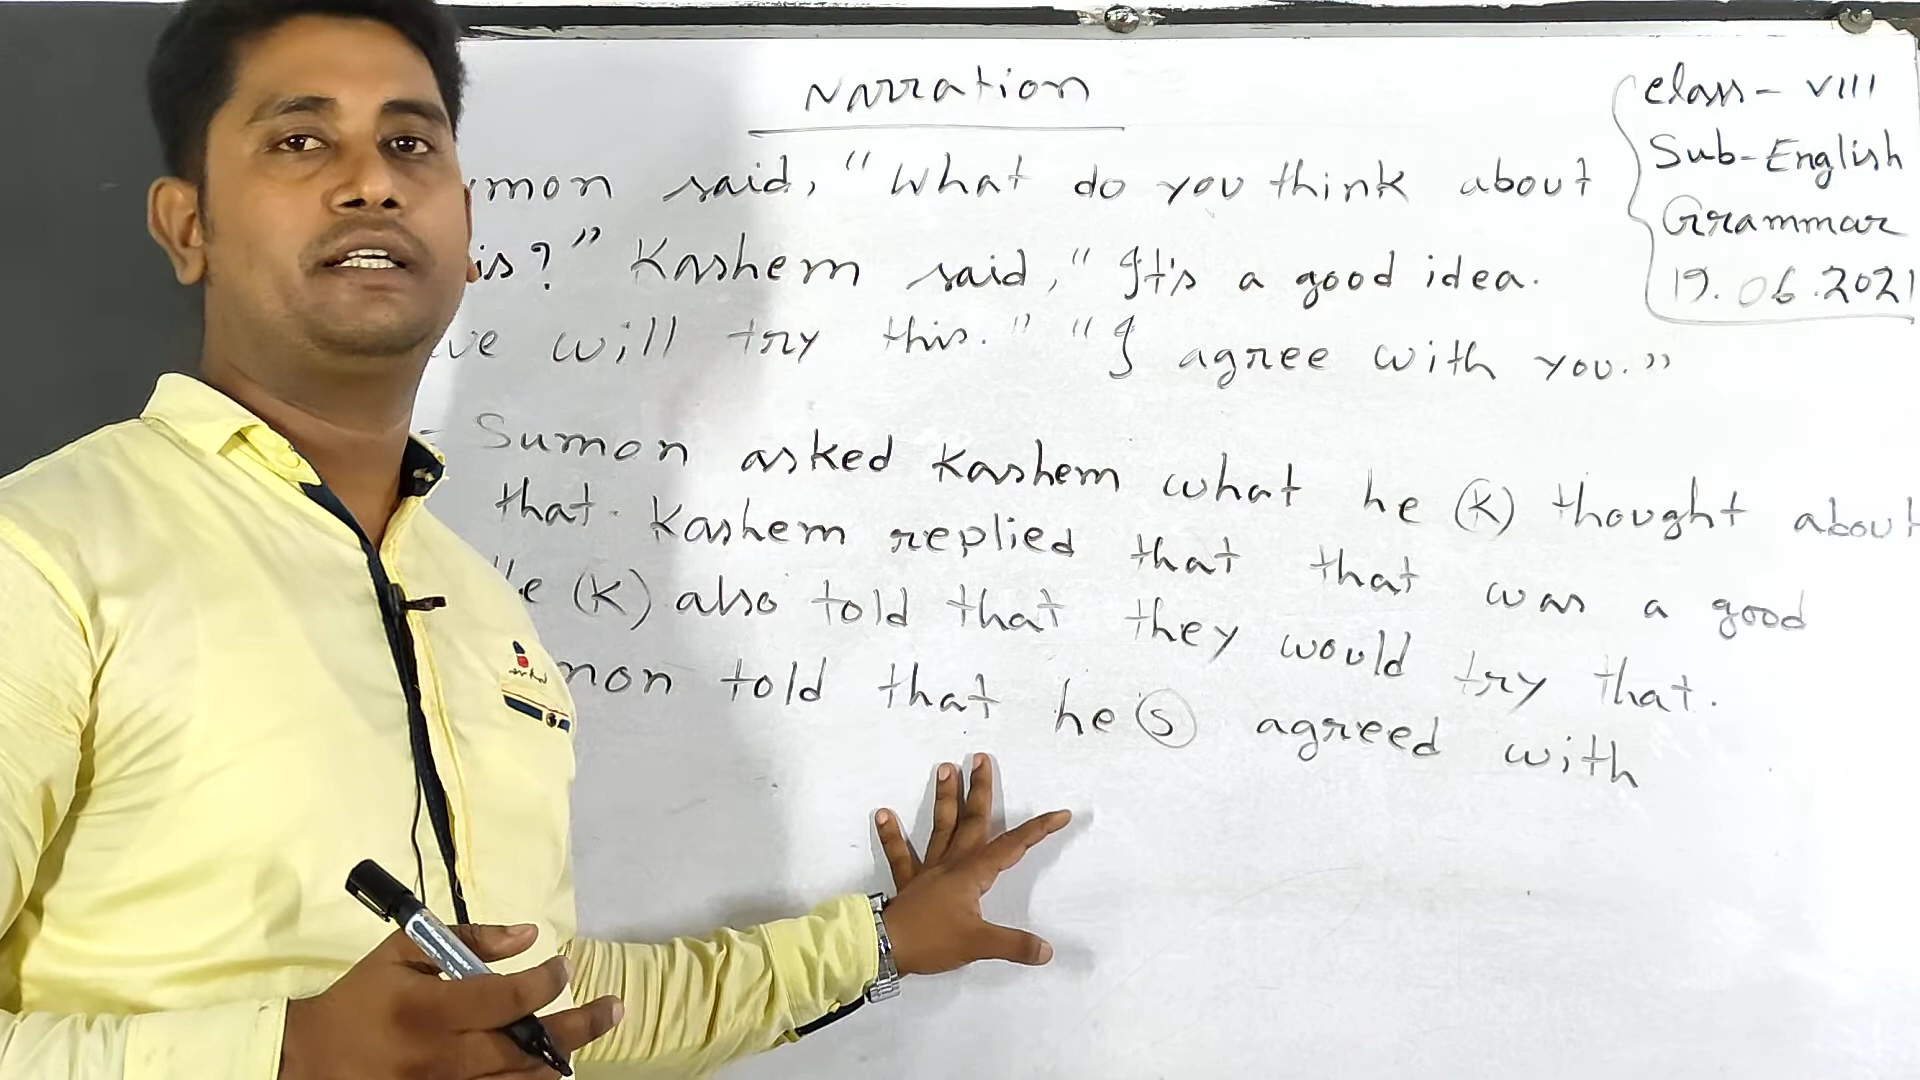 Narration
class - VIII
Sub - English
Grammar
19.06.2021
mon said, "What do you think about
is?" Kashem said, "It's a good idea.
we will try this." "I agree with you."
= Sumon asked Kashem what he (K) thought about
that. Kashem replied that that was a good
He (K) also told that they would try that.
mon told that he (S) agreed with